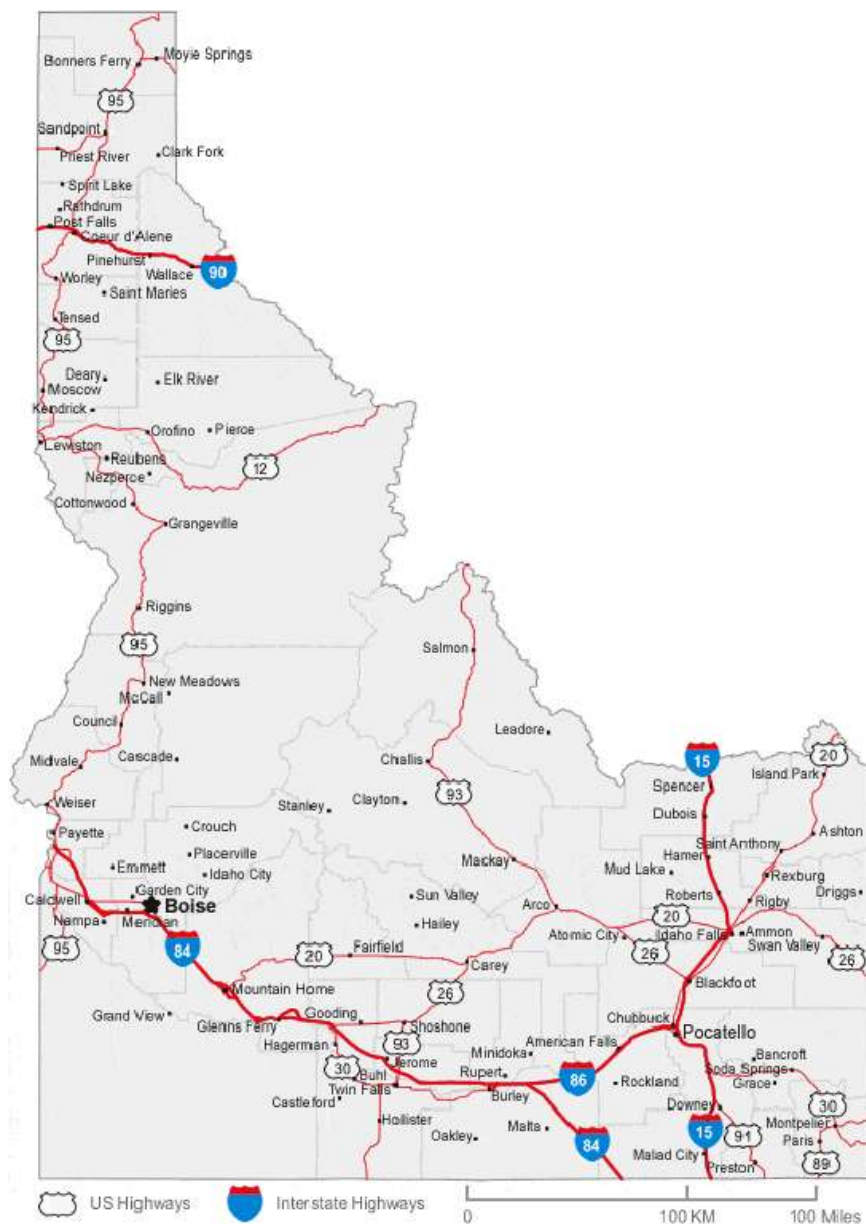 Bonners Ferry
Moyie Springs
95
Sandpoint
Priest River
Clark Fork
Spirit Lake
Rathdrum
Post Falls
Coeur d'Alene
Pinehurst
Wallace
90
Worley
Saint Maries
Tensed
95
Deary
Elk River
Moscow
Kendrick
Orofino
Pierce
Lewiston
Reubens
12
Nezperce
Cottonwood
Grangeville
Riggins
95
Salmon
New Meadows
McCall
Council
Leadore
Midvale
Cascade
Challis
15
20
Island Park
Spencer
93
Weiser
Stanley
Clayton
Dubois
Payette
Crouch
Ashton
Saint Anthony
Placerville
Mackay
Hamer
Emmett
Idaho City
Mud Lake
Rexburg
Garden City
Sun Valley
Roberts
Driggs
Caldwell
Boise
Arco
Rigby
Nampa
Meridian
Hailey
20
Atomic City
Idaho Falls
Ammon
Swan Valley
95
84
20
Fairfield
26
26
Carey
Mountain Home
Blackfoot
26
Grand View
Glenns Ferry
Gooding
Shoshone
Chubbuck
Pocatello
Hagerman
93
American Falls
Minidoka
Jerome
Bancroft
30
Buhl
Rupert
86
Soda Springs
Twin Falls
Rockland
Grace
Castleford
Burley
30
Hollister
Downey
Montpelier
Oakley
Malta
84
15
91
Paris
Malad City
Preston
89
US Highways
Interstate Highways
0
100 KM
100 Miles